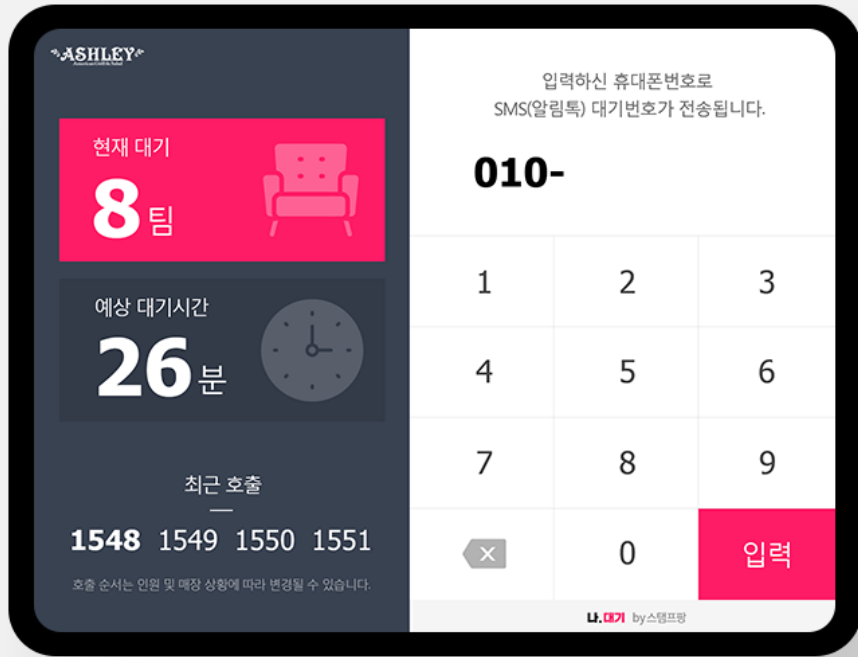 ASHLEY
현재 대기
8팀
예상 대기시간
26분
최근 호출
1548 1549 1550 1551
호출 순서는 인원 및 매장 상황에 따라 변경될 수 있습니다.
입력하신 휴대폰번호로
SMS(알림톡) 대기번호가 전송됩니다.
010-
1 2 3
4 5 6
7 8 9
0 입력
나.대기 by스탬프팡